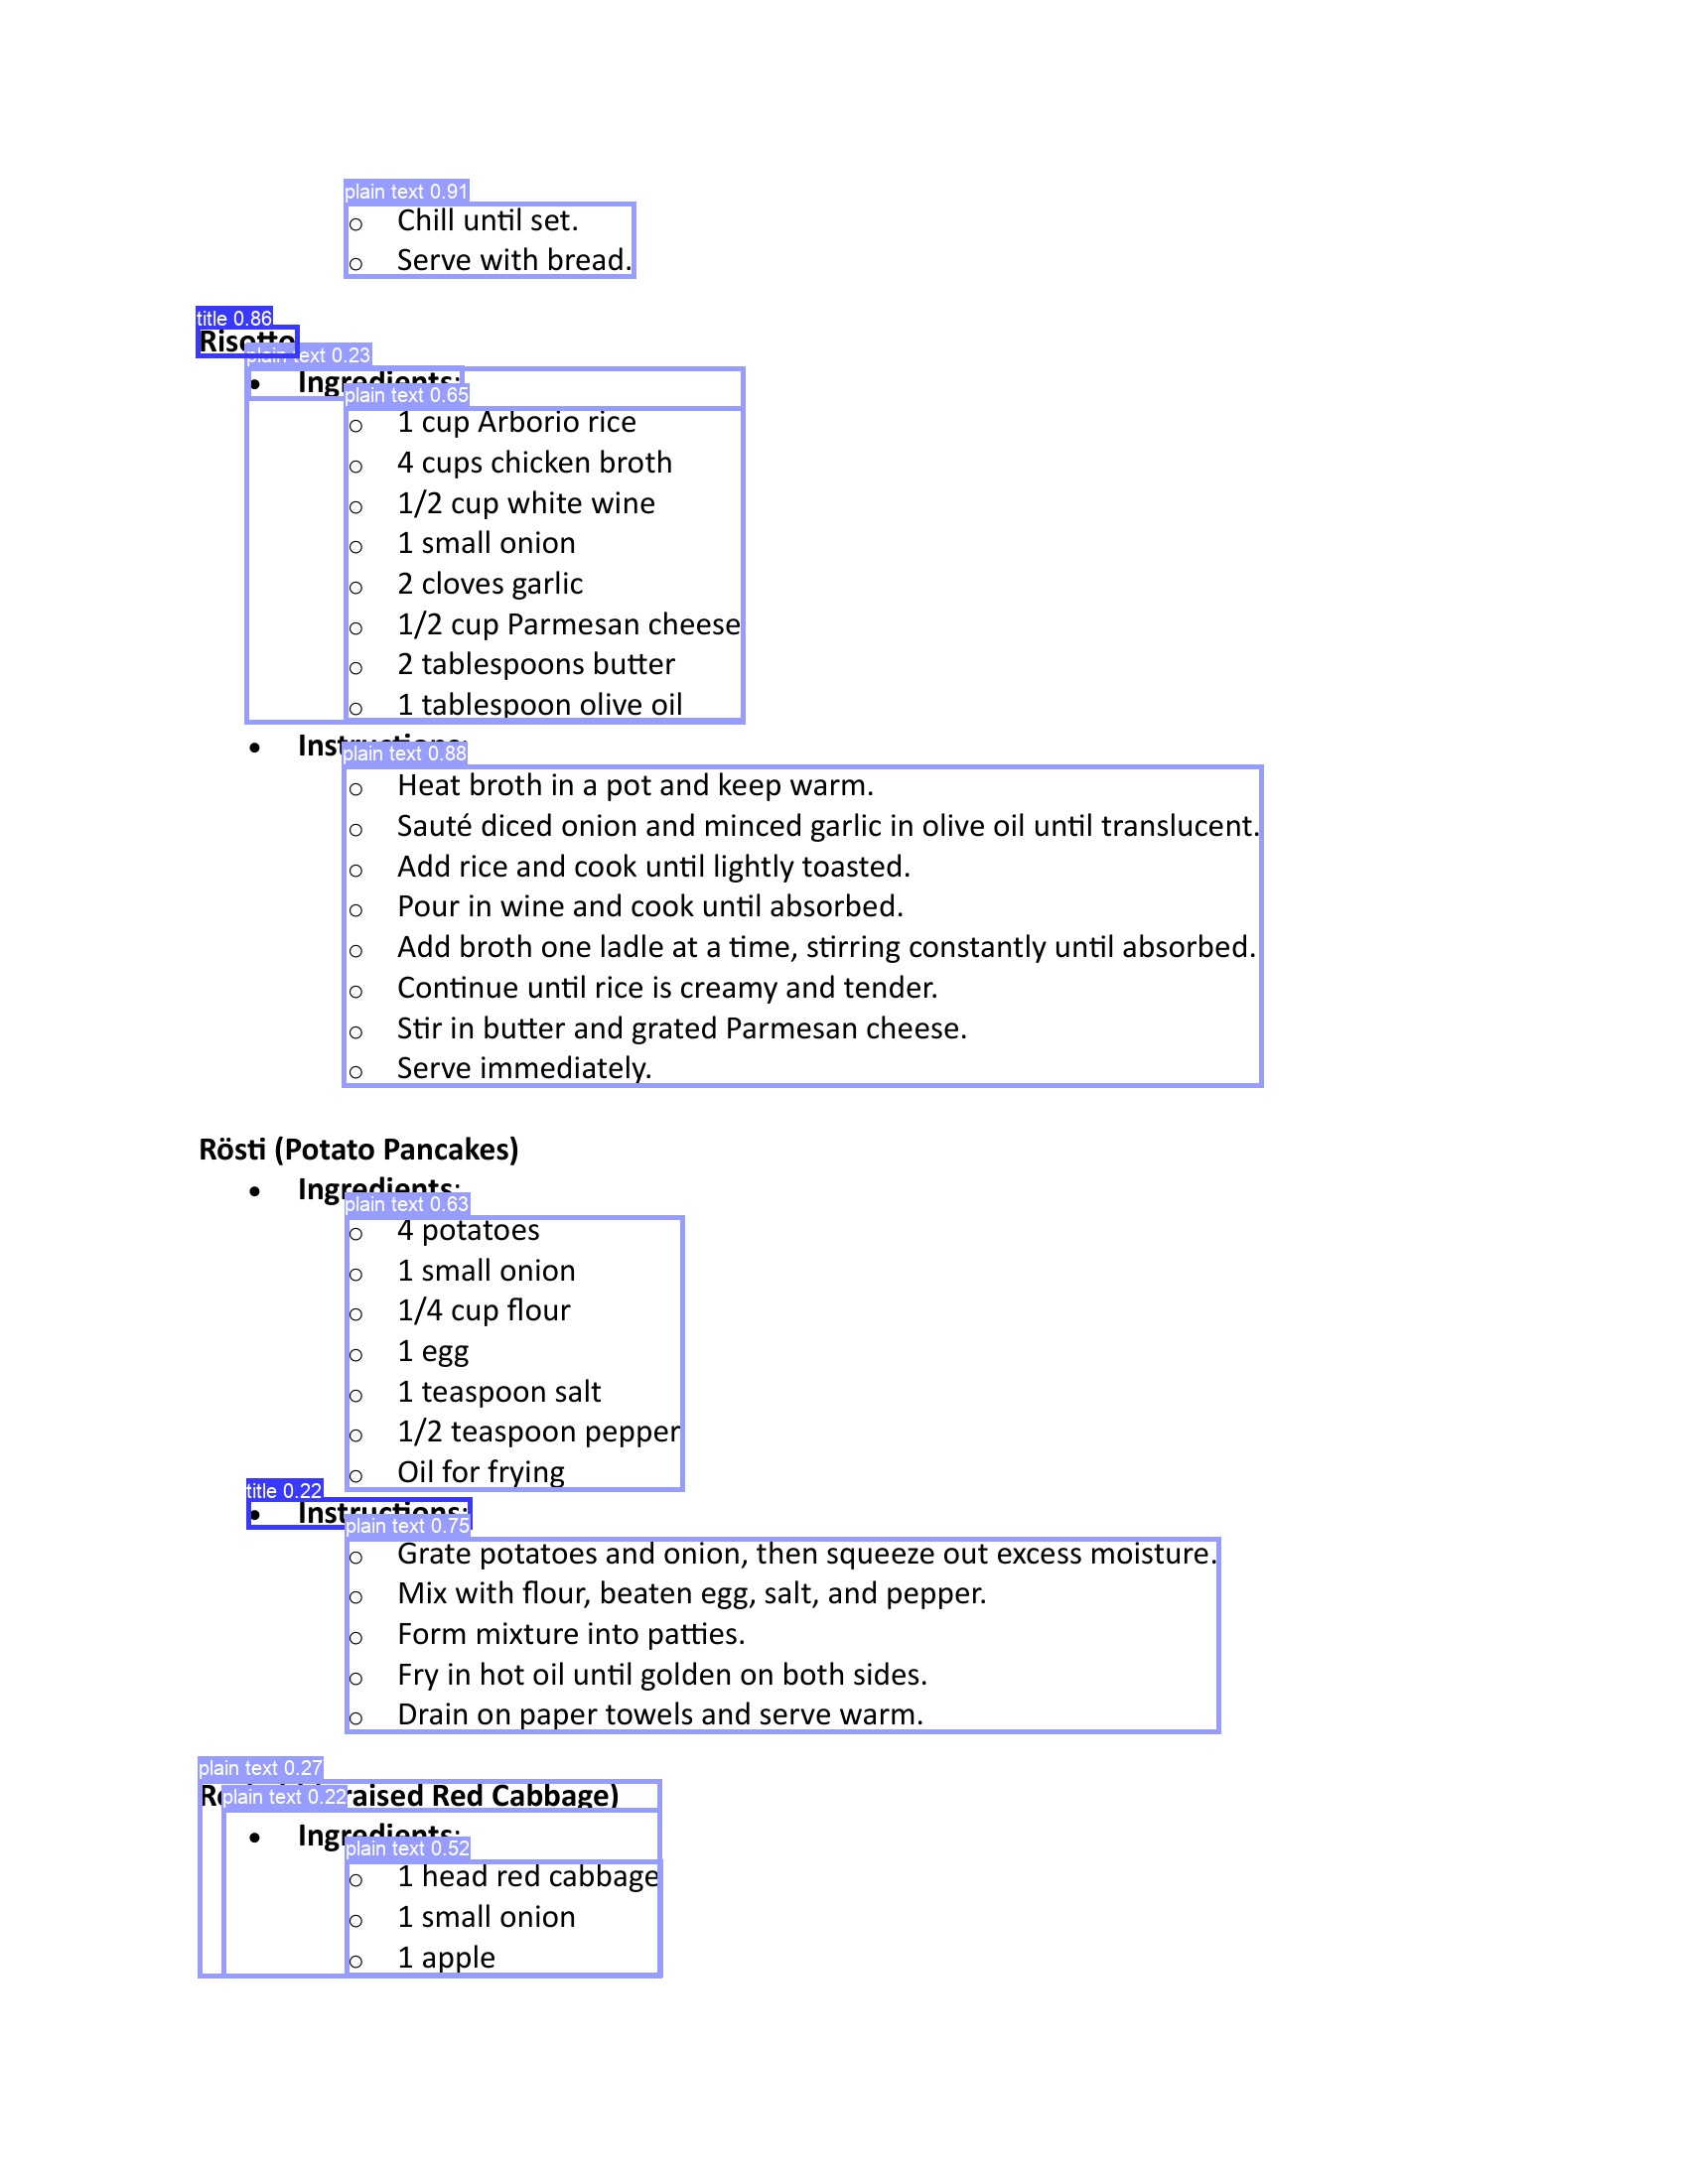 plain text 0.91
○ Chill until set.
○ Serve with bread.
title 0.86
Risotto
plain text 0.23
• Ingredients:
plain text 0.65
○ 1 cup Arborio rice
○ 4 cups chicken broth
○ 1/2 cup white wine
○ 1 small onion
○ 2 cloves garlic
○ 1/2 cup Parmesan cheese
○ 2 tablespoons butter
○ 1 tablespoon olive oil
• Instructions:
plain text 0.88
○ Heat broth in a pot and keep warm.
○ Sauté diced onion and minced garlic in olive oil until translucent.
○ Add rice and cook until lightly toasted.
○ Pour in wine and cook until absorbed.
○ Add broth one ladle at a time, stirring constantly until absorbed.
○ Continue until rice is creamy and tender.
○ Stir in butter and grated Parmesan cheese.
○ Serve immediately.
Rösti (Potato Pancakes)
• Ingredients:
plain text 0.63
○ 4 potatoes
○ 1 small onion
○ 1/4 cup flour
○ 1 egg
○ 1 teaspoon salt
○ 1/2 teaspoon pepper
○ Oil for frying
title 0.22
• Instructions:
plain text 0.75
○ Grate potatoes and onion, then squeeze out excess moisture.
○ Mix with flour, beaten egg, salt, and pepper.
○ Form mixture into patties.
○ Fry in hot oil until golden on both sides.
○ Drain on paper towels and serve warm.
plain text 0.27
Red Cabbage)
plain text 0.22
• Ingredients:
plain text 0.52
○ 1 head red cabbage
○ 1 small onion
○ 1 apple